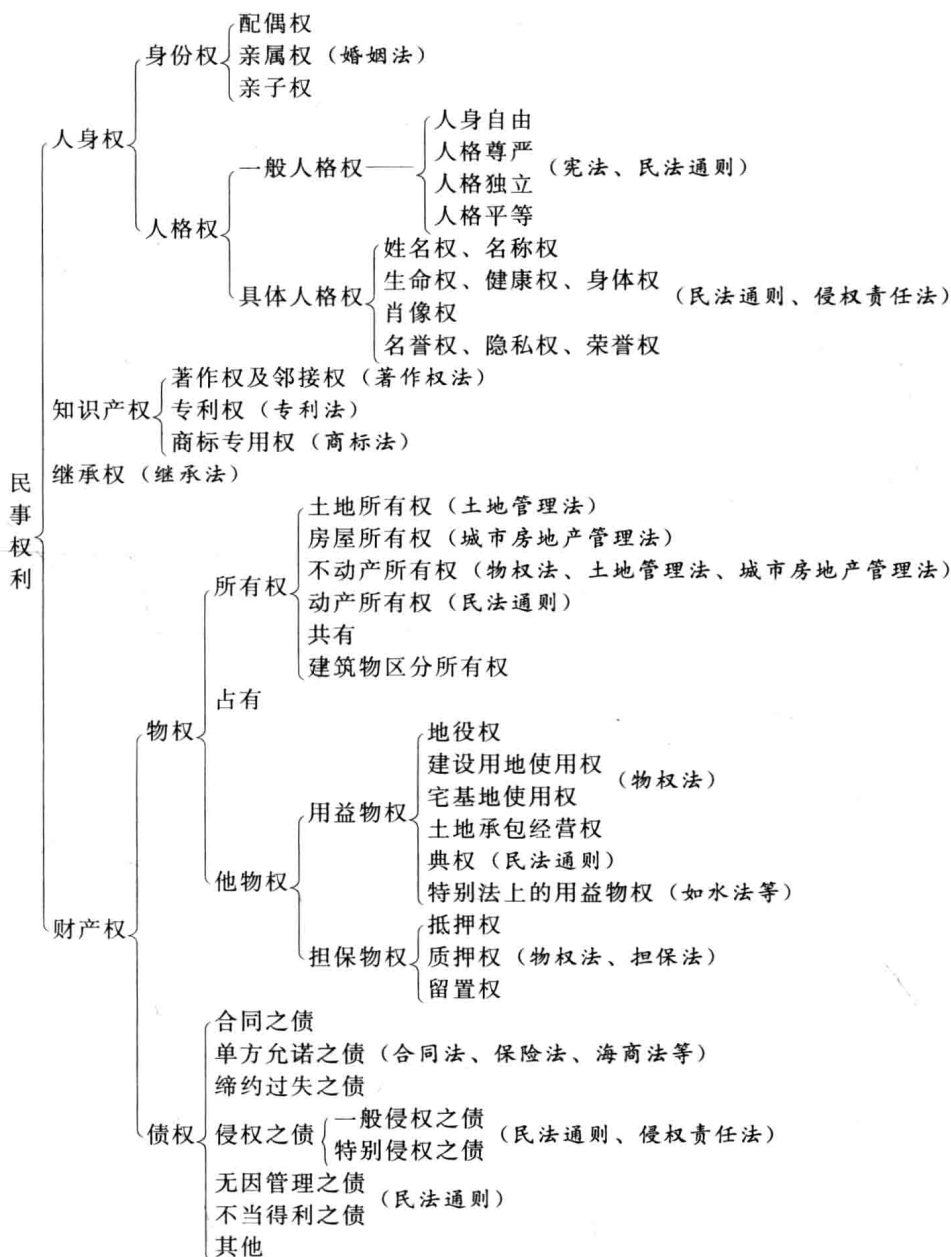 配偶权
身份权 亲属权（婚姻法）
亲子权
人身权
人身自由
一般人格权 人格尊严（宪法、民法通则）
人格独立
人格平等
人格权
姓名权、名称权
具体人格权 生命权、健康权、身体权（民法通则、侵权责任法）
肖像权
名誉权、隐私权、荣誉权
著作权及邻接权（著作权法）
知识产权 专利权（专利法）
商标专用权（商标法）
继承权（继承法）
民事权利
土地所有权（土地管理法）
房屋所有权（城市房地产管理法）
所有权 不动产所有权（物权法、土地管理法、城市房地产管理法）
动产所有权（民法通则）
共有
建筑物区分所有权
物权 占有
地役权
建设用地使用权（物权法）
用益物权 宅基地使用权
土地承包经营权
典权（民法通则）
他物权
特别法上的用益物权（如水法等）
财产权
抵押权
担保物权 质押权（物权法、担保法）
留置权
合同之债
单方允诺之债（合同法、保险法、海商法等）
缔约过失之债
债权 侵权之债 一般侵权之债（民法通则、侵权责任法）
特别侵权之债
无因管理之债（民法通则）
不当得利之债
其他